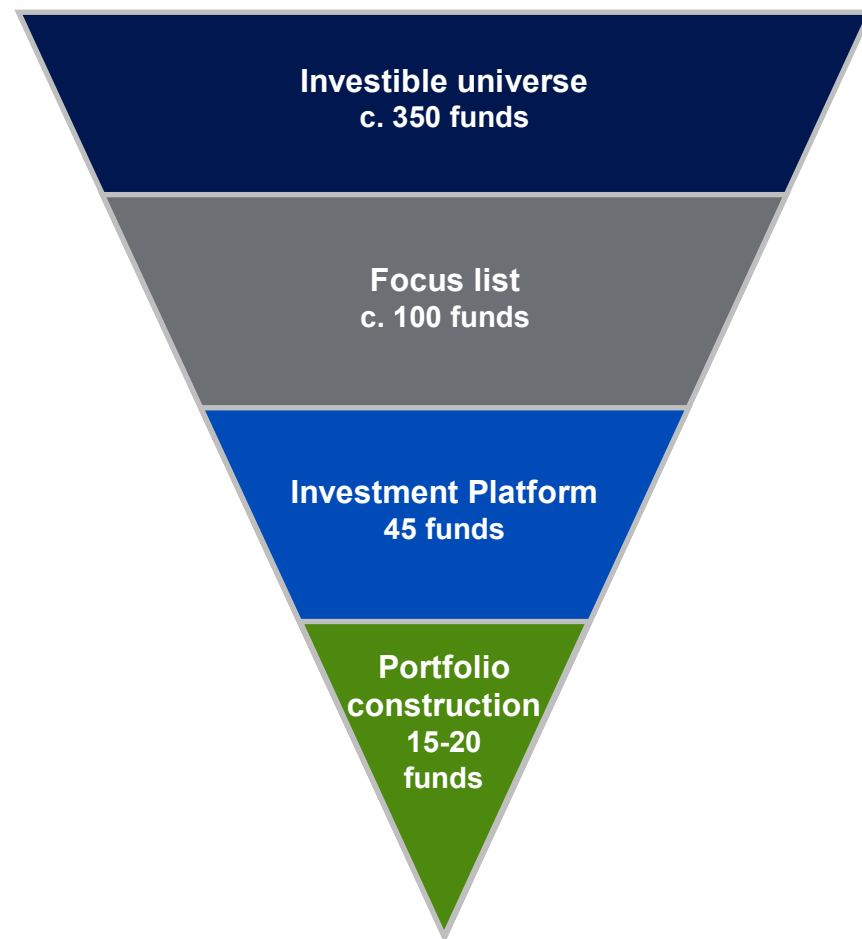 Investible universe
c. 350 funds
Focus list
c. 100 funds
Investment Platform
45 funds
Portfolio
construction
15-20
funds